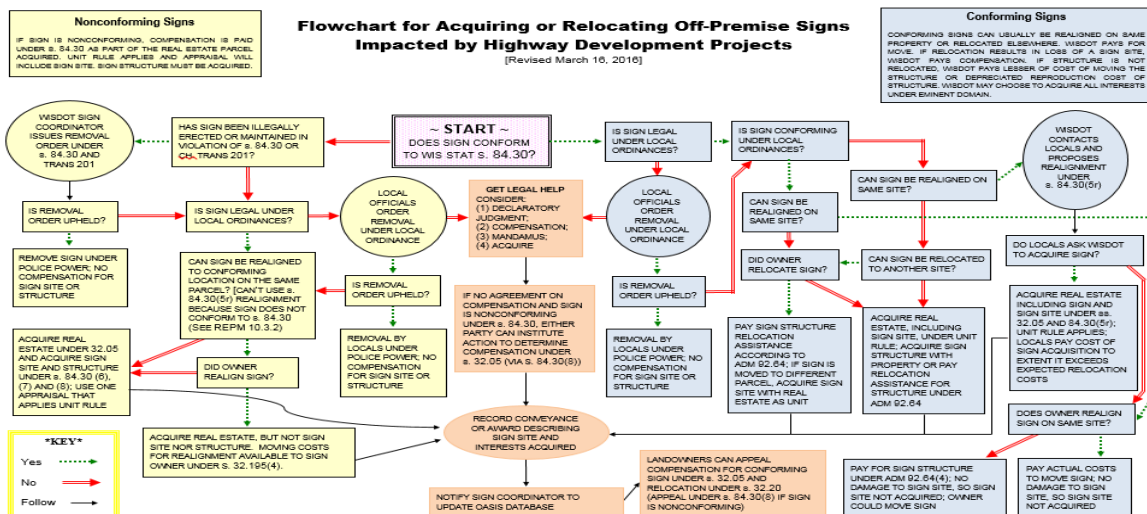 Nonconforming Signs
IF SIGN IS NONCONFORMING, COMPENSATION IS PAID
UNDER s. 84.30 AS PART OF THE REAL ESTATE PARCEL
ACQUIRED. UNIT RULE APPLIES AND APPRAISAL WILL
INCLUDE SIGN SITE. SIGN STRUCTURE MUST BE ACQUIRED.
Flowchart for Acquiring or Relocating Off-Premise Signs
Impacted by Highway Development Projects
[Revised March 16, 2016]
Conforming Signs
CONFORMING SIGNS CAN USUALLY BE REALIGNED ON SAME
PROPERTY OR RELOCATED ELSEWHERE. WISDOT PAYS FOR
MOVE. IF RELOCATION RESULTS IN LOSS OF A SIGN SITE,
WISDOT PAYS COMPENSATION. IF STRUCTURE IS NOT
RELOCATED, WISDOT PAYS LESSER OF COST OF MOVING THE
STRUCTURE OR DEPRECIATED REPRODUCTION COST OF
STRUCTURE. WISDOT MAY CHOOSE TO ACQUIRE ALL INTERESTS
UNDER EMINENT DOMAIN.
WISDOT SIGN
COORDINATOR
ISSUES REMOVAL
ORDER UNDER
s. 84.30 AND
TRANS 201
HAS SIGN BEEN ILLEGALLY
ERECTED OR MAINTAINED IN
VIOLATION OF s. 84.30 OR
CH. TRANS 201?
~ START ~
DOES SIGN CONFORM
TO WIS STAT S. 84.30?
IS SIGN LEGAL
UNDER LOCAL
ORDINANCES?
IS SIGN CONFORMING
UNDER LOCAL
ORDINANCES?
WISDOT
CONTACTS
LOCALS AND
PROPOSES
REALIGNMENT
UNDER
s. 84.30(5r)
CAN SIGN BE REALIGNED ON
SAME SITE?
IS REMOVAL
ORDER UPHELD?
IS SIGN LEGAL UNDER
LOCAL ORDINANCES?
LOCAL
OFFICIALS
ORDER
REMOVAL
UNDER LOCAL
ORDINANCE
GET LEGAL HELP
CONSIDER:
(1) DECLARATORY
JUDGMENT;
(2) COMPENSATION;
(3) MANDAMUS;
(4) ACQUIRE
LOCAL
OFFICIALS
ORDER
REMOVAL
UNDER LOCAL
ORDINANCE
CAN SIGN BE
REALIGNED ON
SAME SITE?
REMOVE SIGN UNDER
POLICE POWER; NO
COMPENSATION FOR
SIGN SITE OR
STRUCTURE
CAN SIGN BE REALIGNED
TO CONFORMING
LOCATION ON THE SAME
PARCEL? [CAN'T USE s.
84.30(5r) REALIGNMENT
BECAUSE SIGN DOES NOT
CONFORM TO s. 84.30
(SEE REPM 10.3.2)
IS REMOVAL
ORDER UPHELD?
IS REMOVAL
ORDER UPHELD?
DID OWNER
RELOCATE SIGN?
CAN SIGN BE RELOCATED
TO ANOTHER SITE?
DO LOCALS ASK WISDOT
TO ACQUIRE SIGN?
IF NO AGREEMENT ON
COMPENSATION AND SIGN
IS NONCONFORMING
UNDER s. 84.30, EITHER
PARTY CAN INSTITUTE
ACTION TO DETERMINE
COMPENSATION UNDER
s. 32.05 (VIA s. 84.30(8))
ACQUIRE REAL ESTATE
INCLUDING SIGN AND
SIGN SITE UNDER ss.
32.05 AND 84.30(5r);
UNIT RULE APPLIES;
LOCALS PAY COST OF
SIGN ACQUISITION TO
EXTENT IT EXCEEDS
EXPECTED RELOCATION
COSTS
ACQUIRE REAL
ESTATE UNDER 32.05
AND ACQUIRE SIGN
SITE AND STRUCTURE
UNDER s. 84.30 (6),
(7) AND (8); USE ONE
APPRAISAL THAT
APPLIES UNIT RULE
DID OWNER
REALIGN SIGN?
REMOVAL BY
LOCALS UNDER
POLICE POWER; NO
COMPENSATION
FOR SIGN SITE OR
STRUCTURE
REMOVAL BY
LOCALS UNDER
POLICE POWER; NO
COMPENSATION
FOR SIGN SITE OR
STRUCTURE
PAY SIGN STRUCTURE
RELOCATION
ASSISTANCE
ACCORDING TO
ADM 92.64; IF SIGN IS
MOVED TO DIFFERENT
PARCEL, ACQUIRE SIGN
SITE WITH REAL
ESTATE AS UNIT
ACQUIRE REAL
ESTATE, INCLUDING
SIGN SITE, UNDER UNIT
RULE; ACQUIRE SIGN
STRUCTURE WITH
PROPERTY OR PAY
RELOCATION
ASSISTANCE FOR
STRUCTURE UNDER
ADM 92.64
DOES OWNER REALIGN
SIGN ON SAME SITE?
*KEY*
Yes
No
Follow
ACQUIRE REAL ESTATE, BUT NOT SIGN
SITE NOR STRUCTURE. MOVING COSTS
FOR REALIGNMENT AVAILABLE TO SIGN
OWNER UNDER S. 32.195(4).
RECORD CONVEYANCE
OR AWARD DESCRIBING
SIGN SITE AND
INTERESTS ACQUIRED
NOTIFY SIGN COORDINATOR TO
UPDATE OASIS DATABASE
LANDOWNERS CAN APPEAL
COMPENSATION FOR CONFORMING
SIGN UNDER s. 32.05 AND
RELOCATION UNDER s. 32.20
(APPEAL UNDER s. 84.30(8) IF SIGN
IS NONCONFORMING)
PAY FOR SIGN STRUCTURE
UNDER ADM 92.64(4); NO
DAMAGE TO SIGN SITE, SO SIGN
SITE NOT ACQUIRED; OWNER
COULD MOVE SIGN
PAY ACTUAL COSTS
TO MOVE SIGN; NO
DAMAGE TO SIGN
SITE, SO SIGN SITE
NOT ACQUIRED